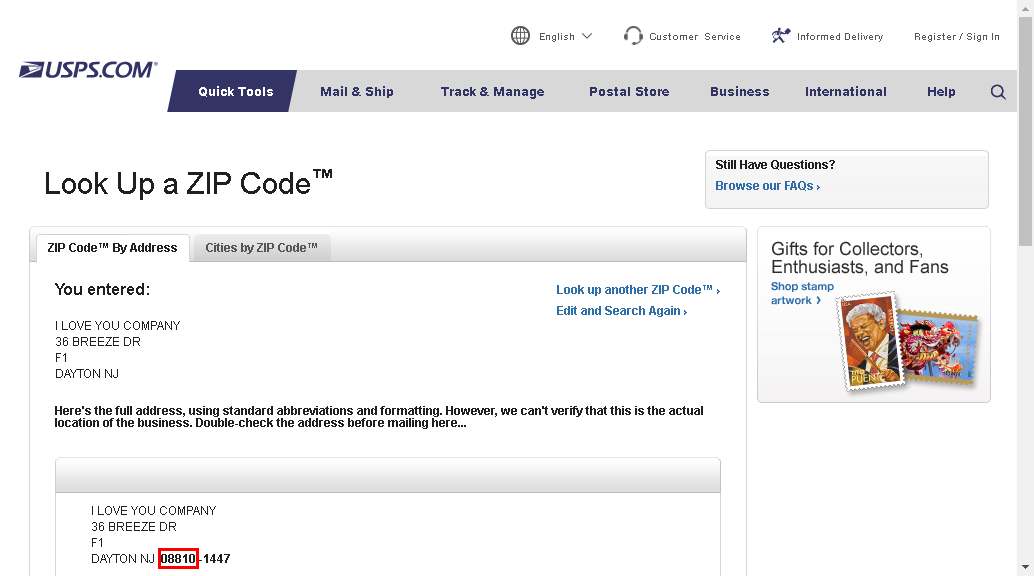 English
Customer Service
Informed Delivery
Register / Sign In
USPS.COM®
Quick Tools
Mail & Ship
Track & Manage
Postal Store
Business
International
Help
Look Up a ZIP Code™
Still Have Questions?
Browse our FAQs ›
ZIP Code™ By Address
Cities by ZIP Code™
You entered:
Look up another ZIP Code™ ›
Edit and Search Again ›
I LOVE YOU COMPANY
36 BREEZE DR
F1
DAYTON NJ
Here's the full address, using standard abbreviations and formatting. However, we can't verify that this is the actual
location of the business. Double-check the address before mailing here...
I LOVE YOU COMPANY
36 BREEZE DR
F1
DAYTON NJ 08810-1447
Gifts for Collectors,
Enthusiasts, and Fans
Shop stamp
artwork ›
TITO
PUENTE
FOREVER